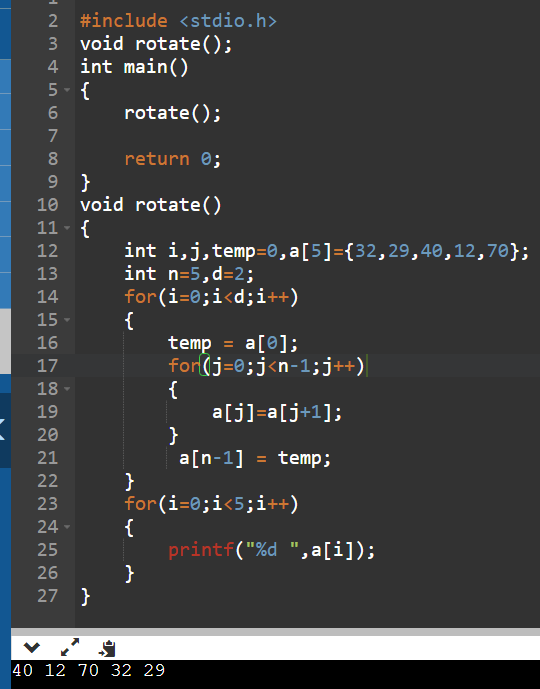 2 #include <stdio.h>
3 void rotate();
4 int main()
5 {
6     rotate();
7
8     return 0;
9 }
10 void rotate()
11 {
12     int i,j,temp=0,a[5]={32,29,40,12,70};
13     int n=5,d=2;
14     for(i=0;i<d;i++)
15     {
16         temp = a[0];
17         for(j=0;j<n-1;j++)
18         {
19             a[j]=a[j+1];
20         }
21          a[n-1] = temp;
22     }
23     for(i=0;i<5;i++)
24     {
25         printf("%d ",a[i]);
26     }
27 }
40 12 70 32 29